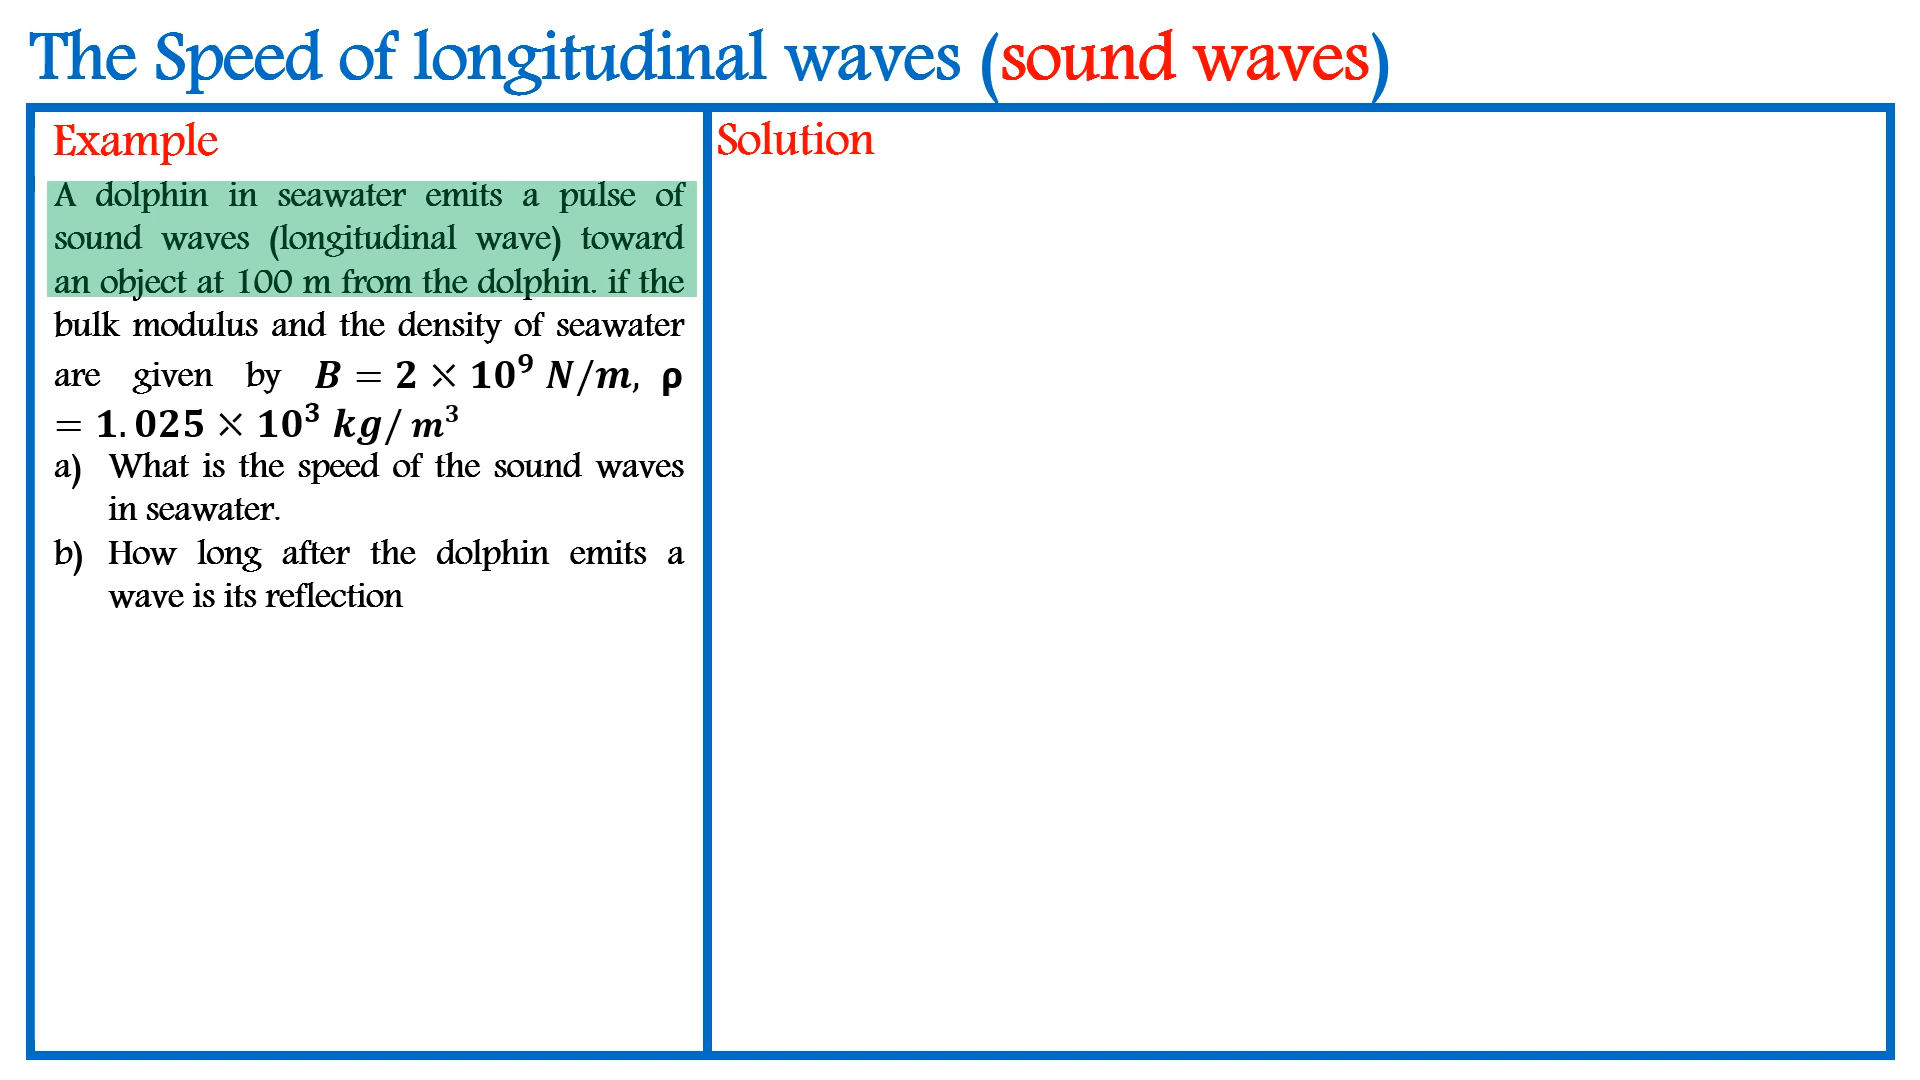 The Speed of longitudinal waves (sound waves)
Example
A dolphin in seawater emits a pulse of
sound waves (longitudinal wave) toward
an object at 100 m from the dolphin. if the
bulk modulus and the density of seawater
are given by B = 2 × 10⁹ N/m, ρ
= 1.025 × 10³ kg/ m³
a) What is the speed of the sound waves
in seawater.
b) How long after the dolphin emits a
wave is its reflection
Solution